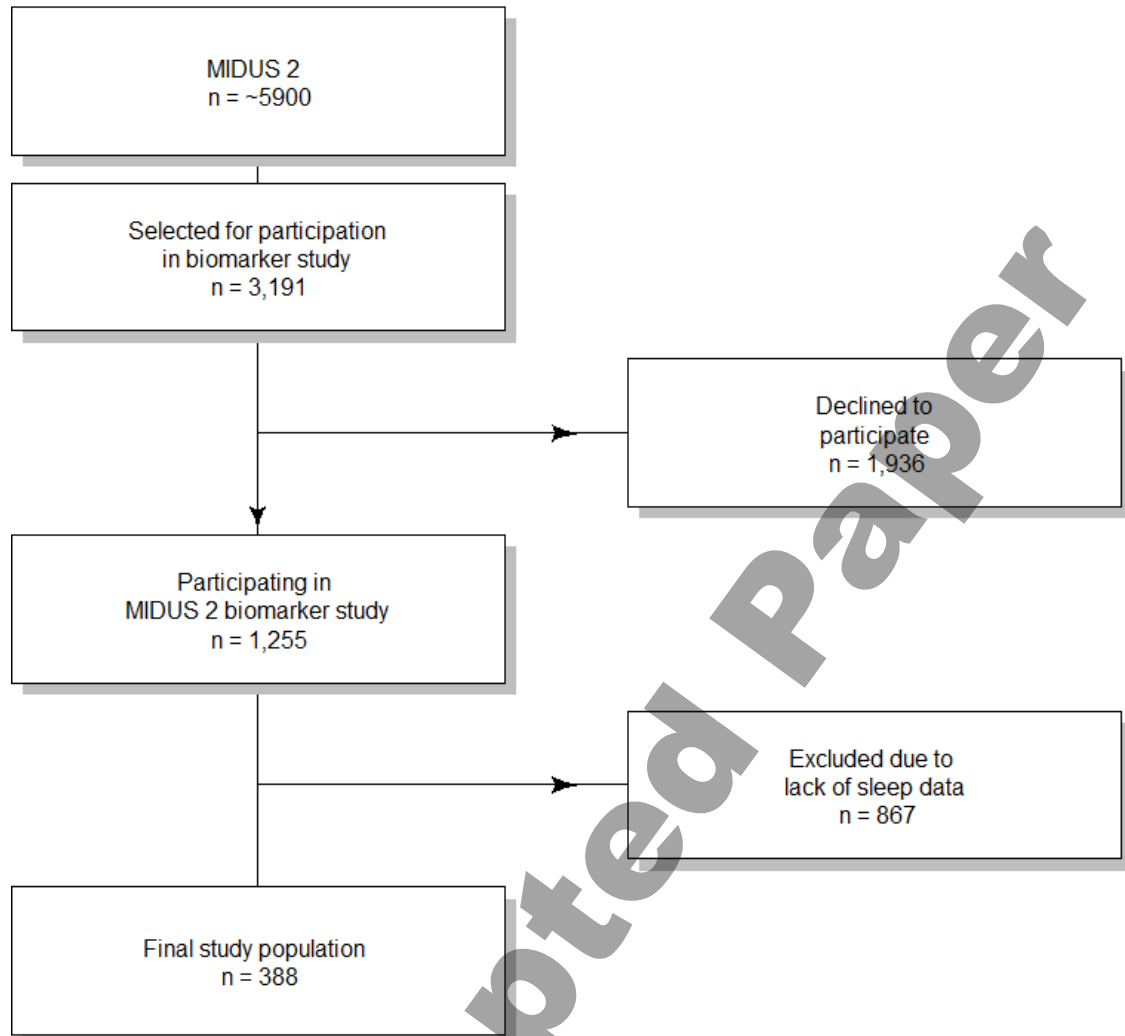 MIDUS 2
n = ~5900
Selected for participation
in biomarker study
n = 3,191
Declined to
participate
n = 1,936
Participating in
MIDUS 2 biomarker study
n = 1,255
Excluded due to
lack of sleep data
n = 867
Final study population
n = 388
pted Paper